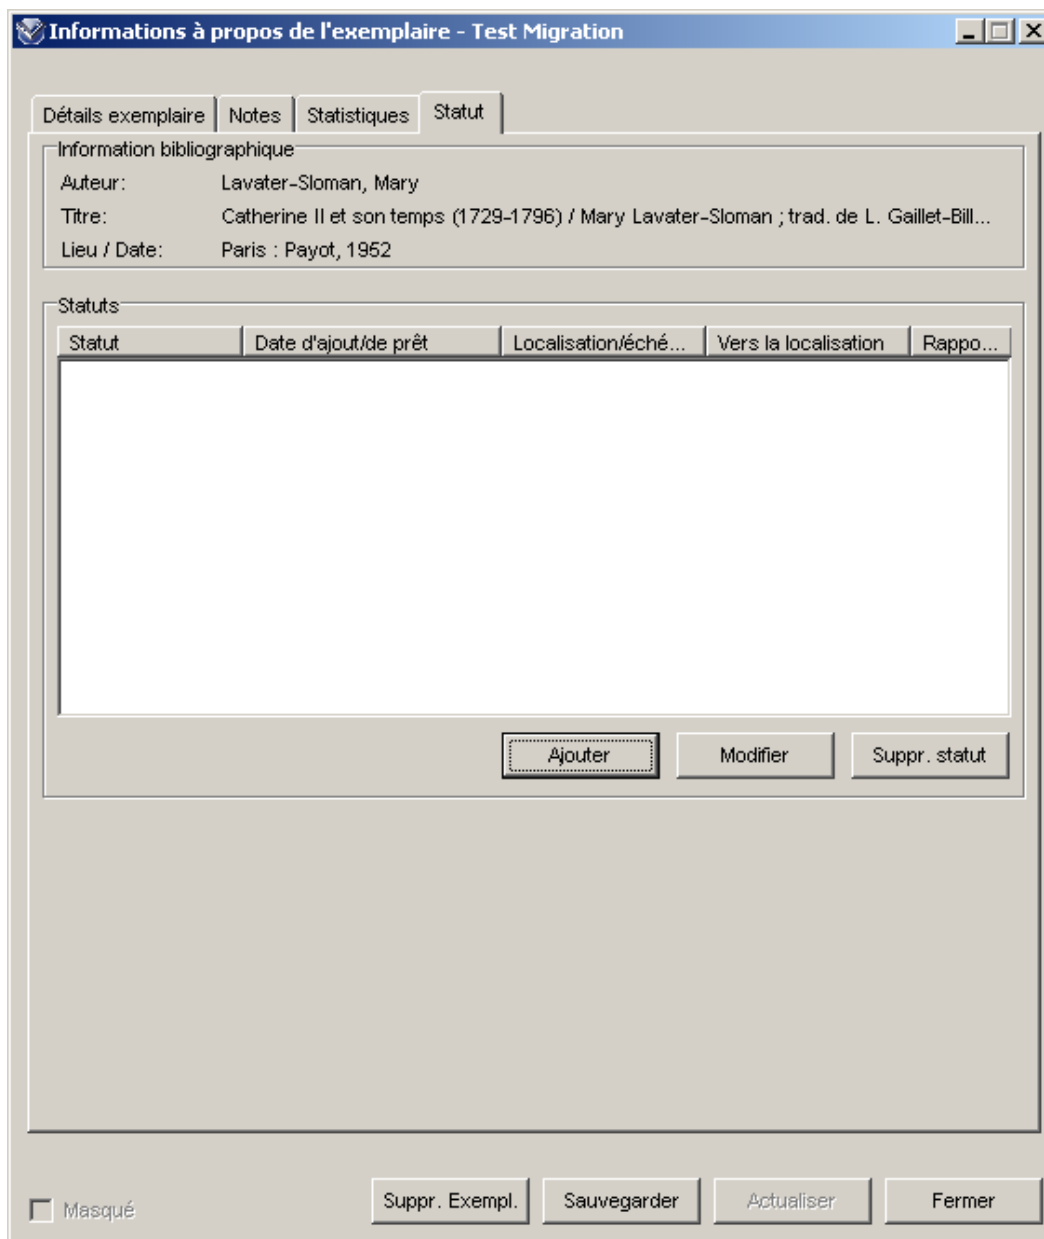 Informations à propos de l'exemplaire - Test Migration
Détails exemplaire Notes Statistiques Statut
Information bibliographique
Auteur: Lavater-Sloman, Mary
Titre: Catherine II et son temps (1729-1796) / Mary Lavater-Sloman ; trad. de L. Gaillet-Bill...
Lieu / Date: Paris : Payot, 1952
Statuts
Statut Date d'ajout/de prêt Localisation/éché... Vers la localisation Rappo...
Ajouter Modifier Suppr. statut
Masqué Suppr. Exempl. Sauvegarder Actualiser Fermer